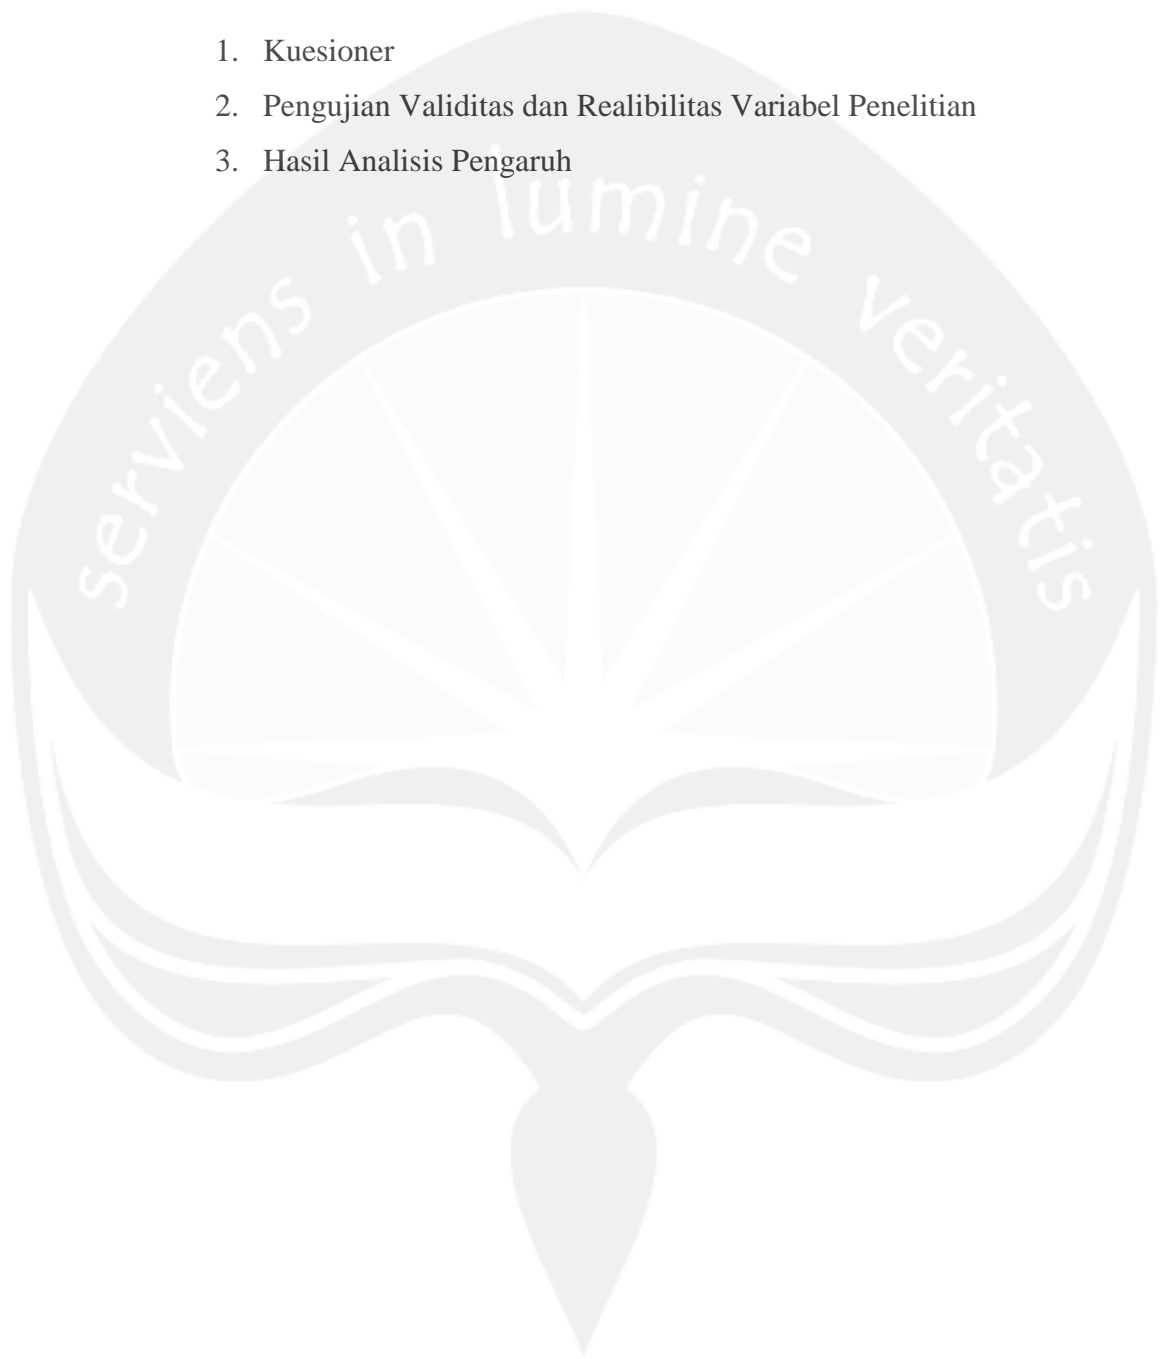 1. Kuesioner
2. Pengujian Validitas dan Realibilitas Variabel Penelitian
3. Hasil Analisis Pengaruh
serviens in lumine veritatis